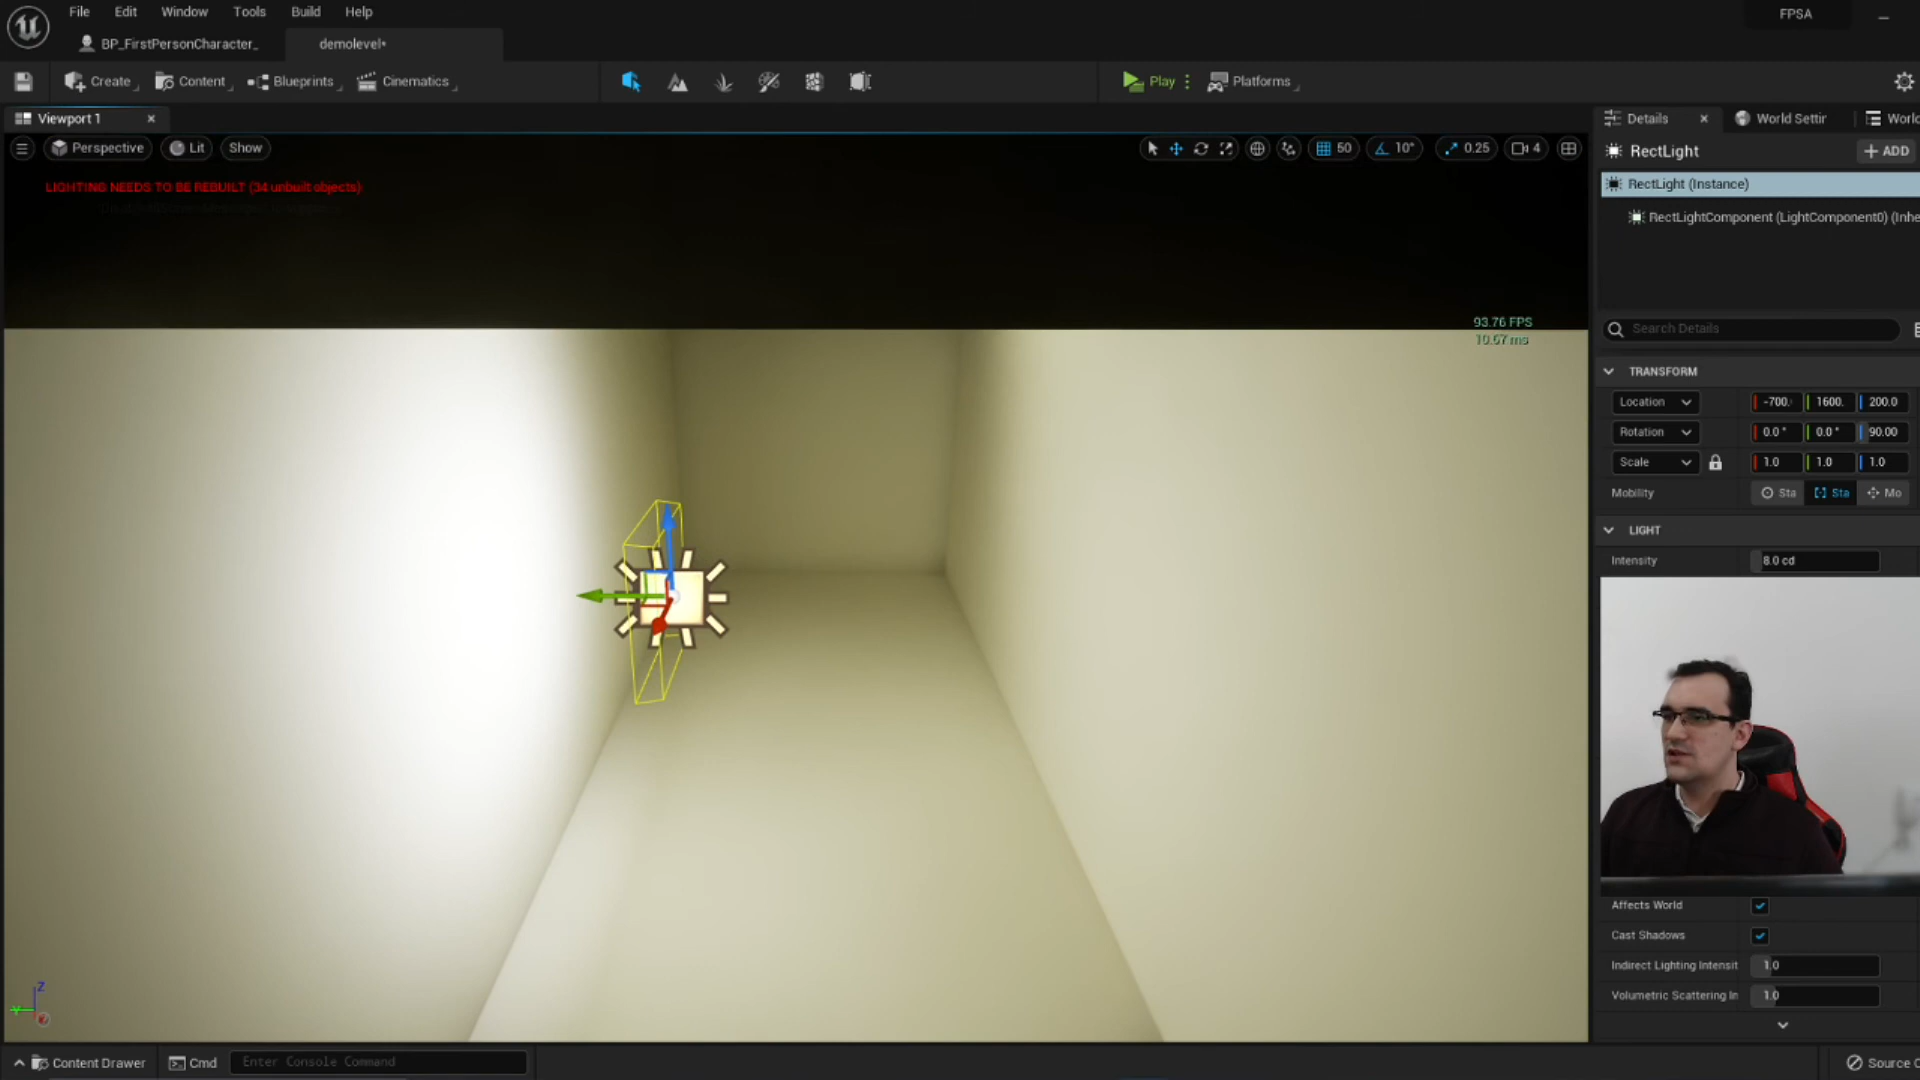 File Edit Window Tools Build Help
FPSA
BP_FirstPersonCharacter_
demolevel*
Create Content Blueprints Cinematics
Play Platforms
Viewport 1
Details World Settin World
Perspective Lit Show
50 10° 0.25 4
RectLight
ADD
LIGHTING NEEDS TO BE REBUILT (34 unbuilt objects)
RectLight (Instance)
RectLightComponent (LightComponent0) (Inhe
93.76 FPS
10.67 ms
Search Details
TRANSFORM
Location -700. 1600. 200.0
Rotation 0.0 ° 0.0 ° 90.00
Scale 1.0 1.0 1.0
Mobility Sta Sta Mo
LIGHT
Intensity 8.0 cd
Affects World
Cast Shadows
Indirect Lighting Intensit 1.0
Volumetric Scattering In 1.0
Z
Y
Content Drawer Cmd Enter Console Command
Source C